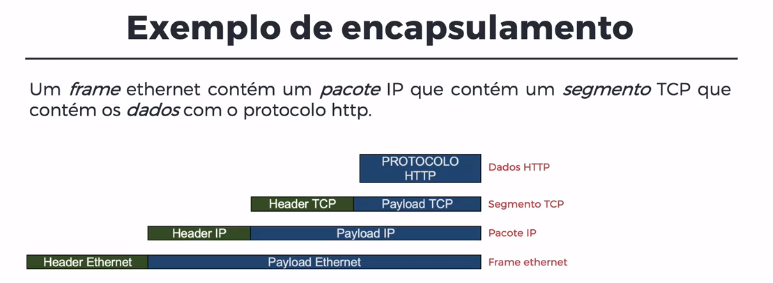 Exemplo de encapsulamento
Um frame ethernet contém um pacote IP que contém um segmento TCP que
contém os dados com o protocolo http.
PROTOCOLO
HTTP
Dados HTTP
Header TCP
Payload TCP
Segmento TCP
Header IP
Payload IP
Pacote IP
Header Ethernet
Payload Ethernet
Frame ethernet